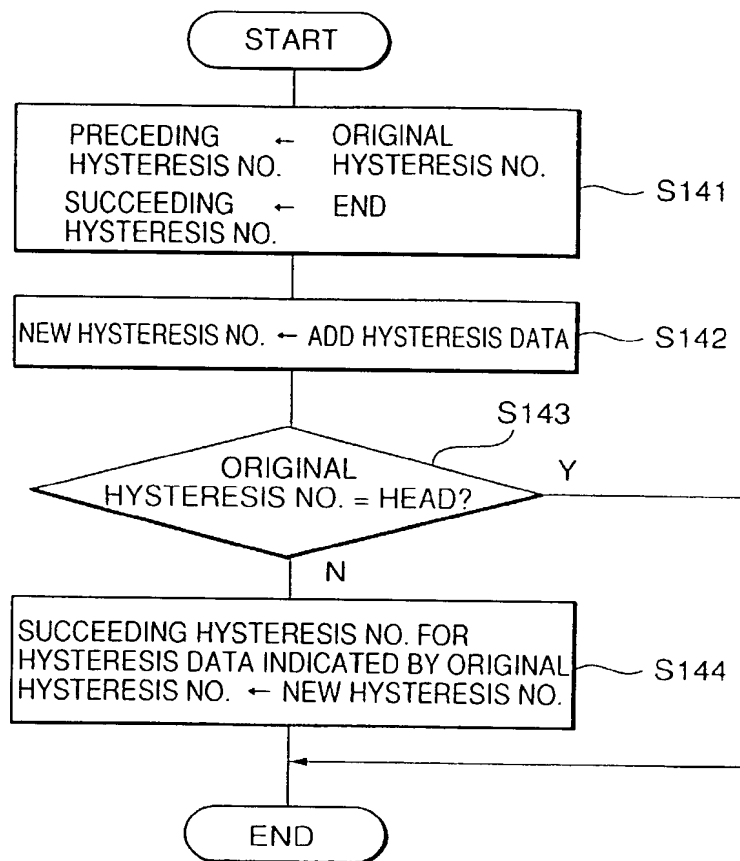 START
PRECEDING ← ORIGINAL
HYSTERESIS NO. HYSTERESIS NO.
SUCCEEDING ← END
HYSTERESIS NO.
S141
NEW HYSTERESIS NO. ← ADD HYSTERESIS DATA
S142
S143
ORIGINAL
HYSTERESIS NO. = HEAD?
Y
N
SUCCEEDING HYSTERESIS NO. FOR
HYSTERESIS DATA INDICATED BY ORIGINAL
HYSTERESIS NO. ← NEW HYSTERESIS NO.
S144
END